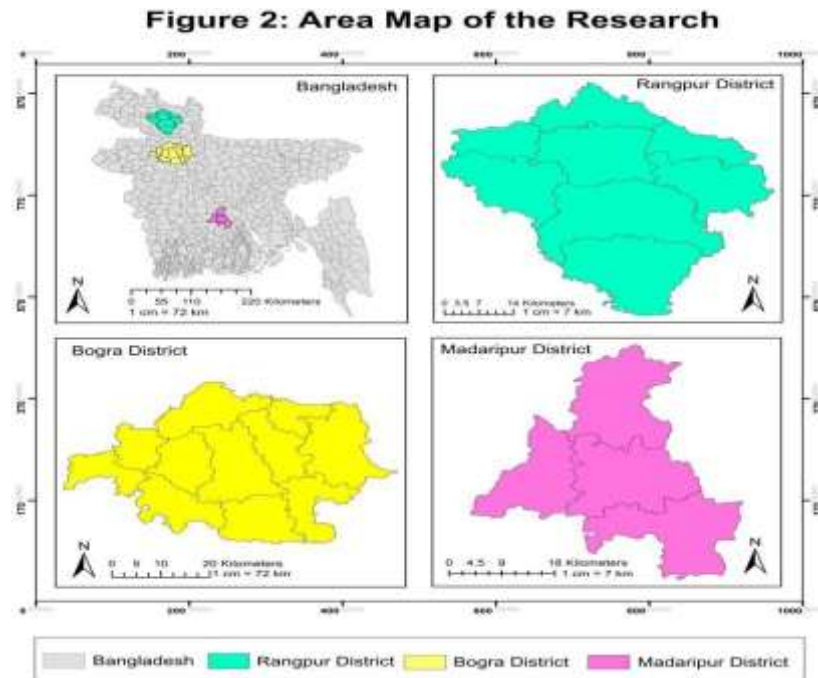 Figure 2: Area Map of the Research
0 200 400 600 800 1000
Bangladesh
N
0 55 110 220 Kilometers
1 cm = 72 km
Rangpur District
N
0 3.5 7 14 Kilometers
1 cm = 7 km
Bogra District
N
20 Kilometers
1 cm = 72 km
Madaripur District
N
0 4.5 9 18 Kilometers
1 cm = 7 km
0 200 400 600 800 1000
Bangladesh Rangpur District Bogra District Madaripur District